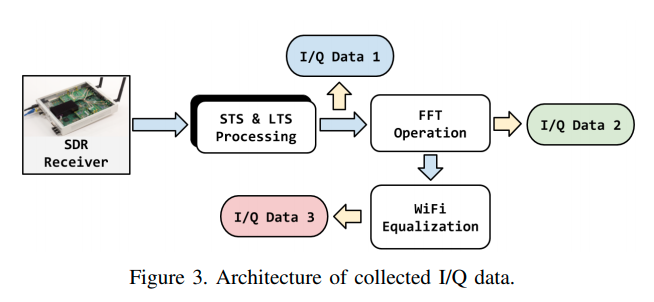 I/Q Data 1
SDR
Receiver
STS & LTS
Processing
FFT
Operation
I/Q Data 2
I/Q Data 3
WiFi
Equalization
Figure 3. Architecture of collected I/Q data.